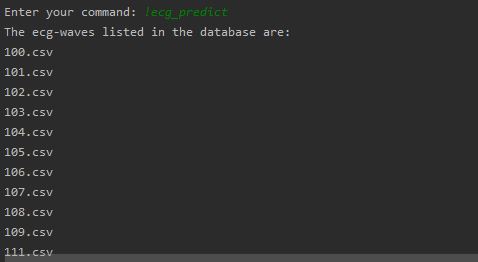 Enter your command: !ecg_predict
The ecg-waves listed in the database are:
100.csv
101.csv
102.csv
103.csv
104.csv
105.csv
106.csv
107.csv
108.csv
109.csv
111.csv